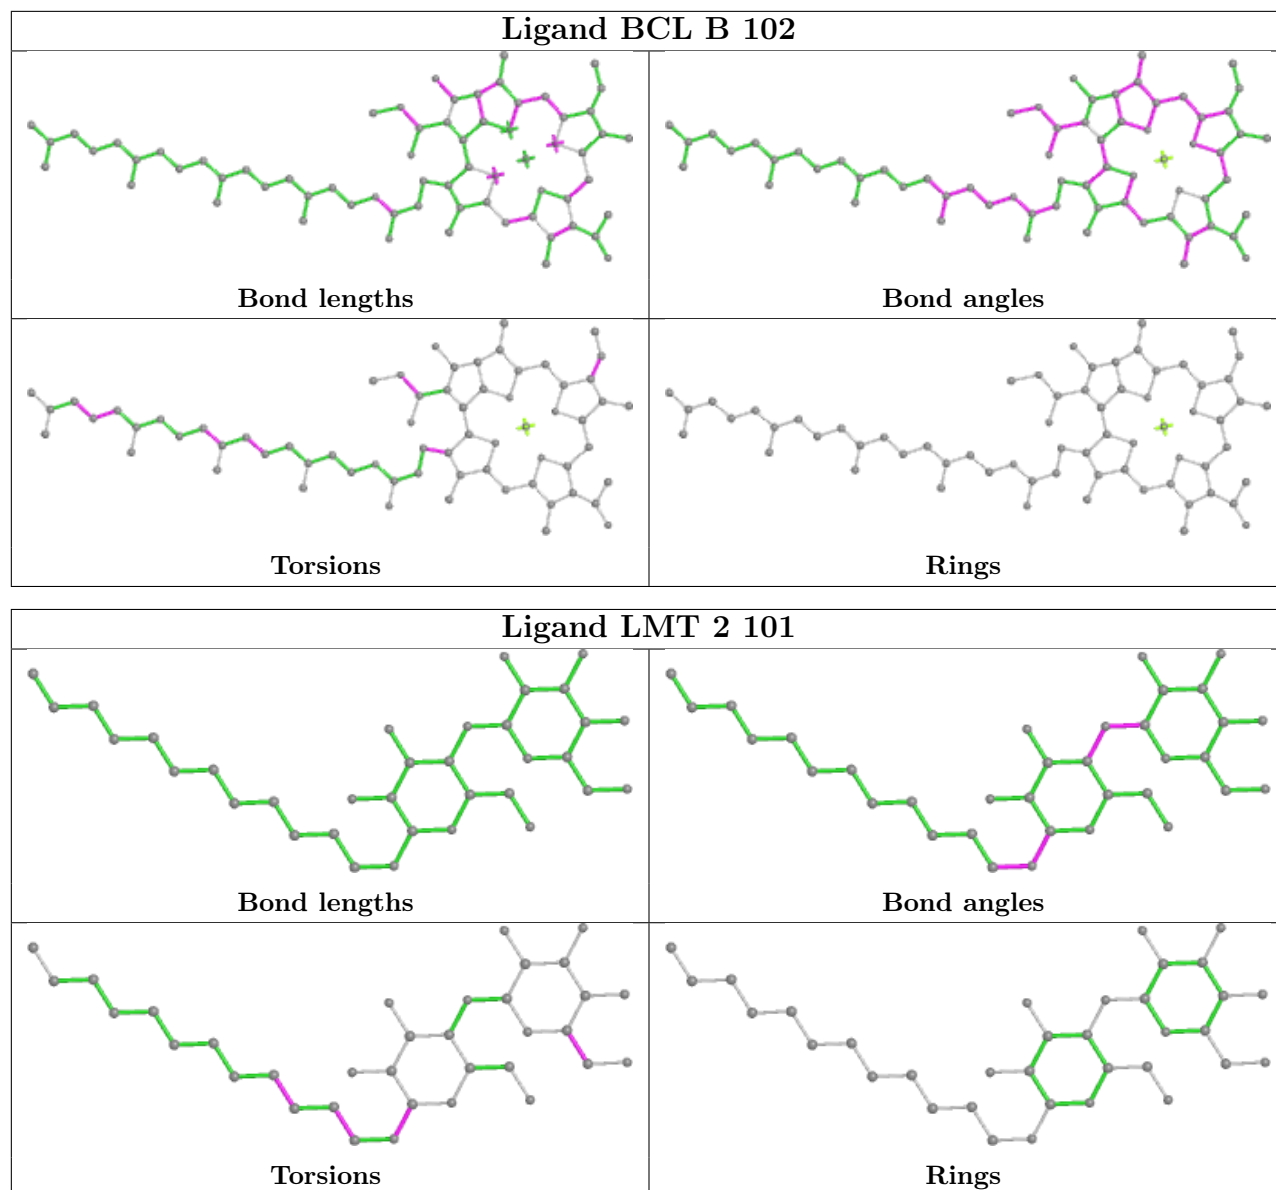 Ligand BCL B 102
Bond lengths
Bond angles
Torsions
Rings
Ligand LMT 2 101
Bond lengths
Bond angles
Torsions
Rings